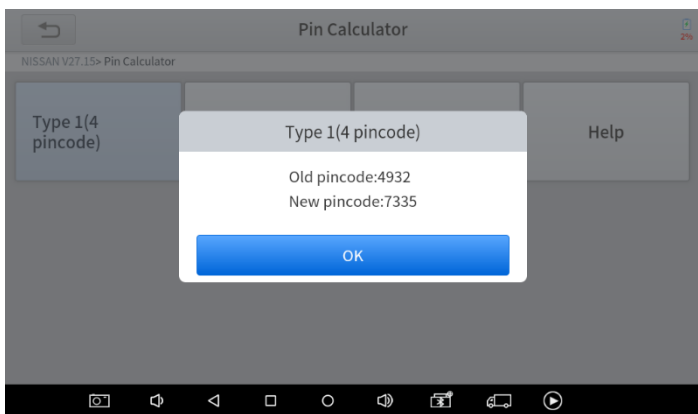 Pin Calculator
2%
NISSAN V27.15> Pin Calculator
Type 1(4
pincode)
Help
Type 1(4 pincode)
Old pincode:4932
New pincode:7335
OK